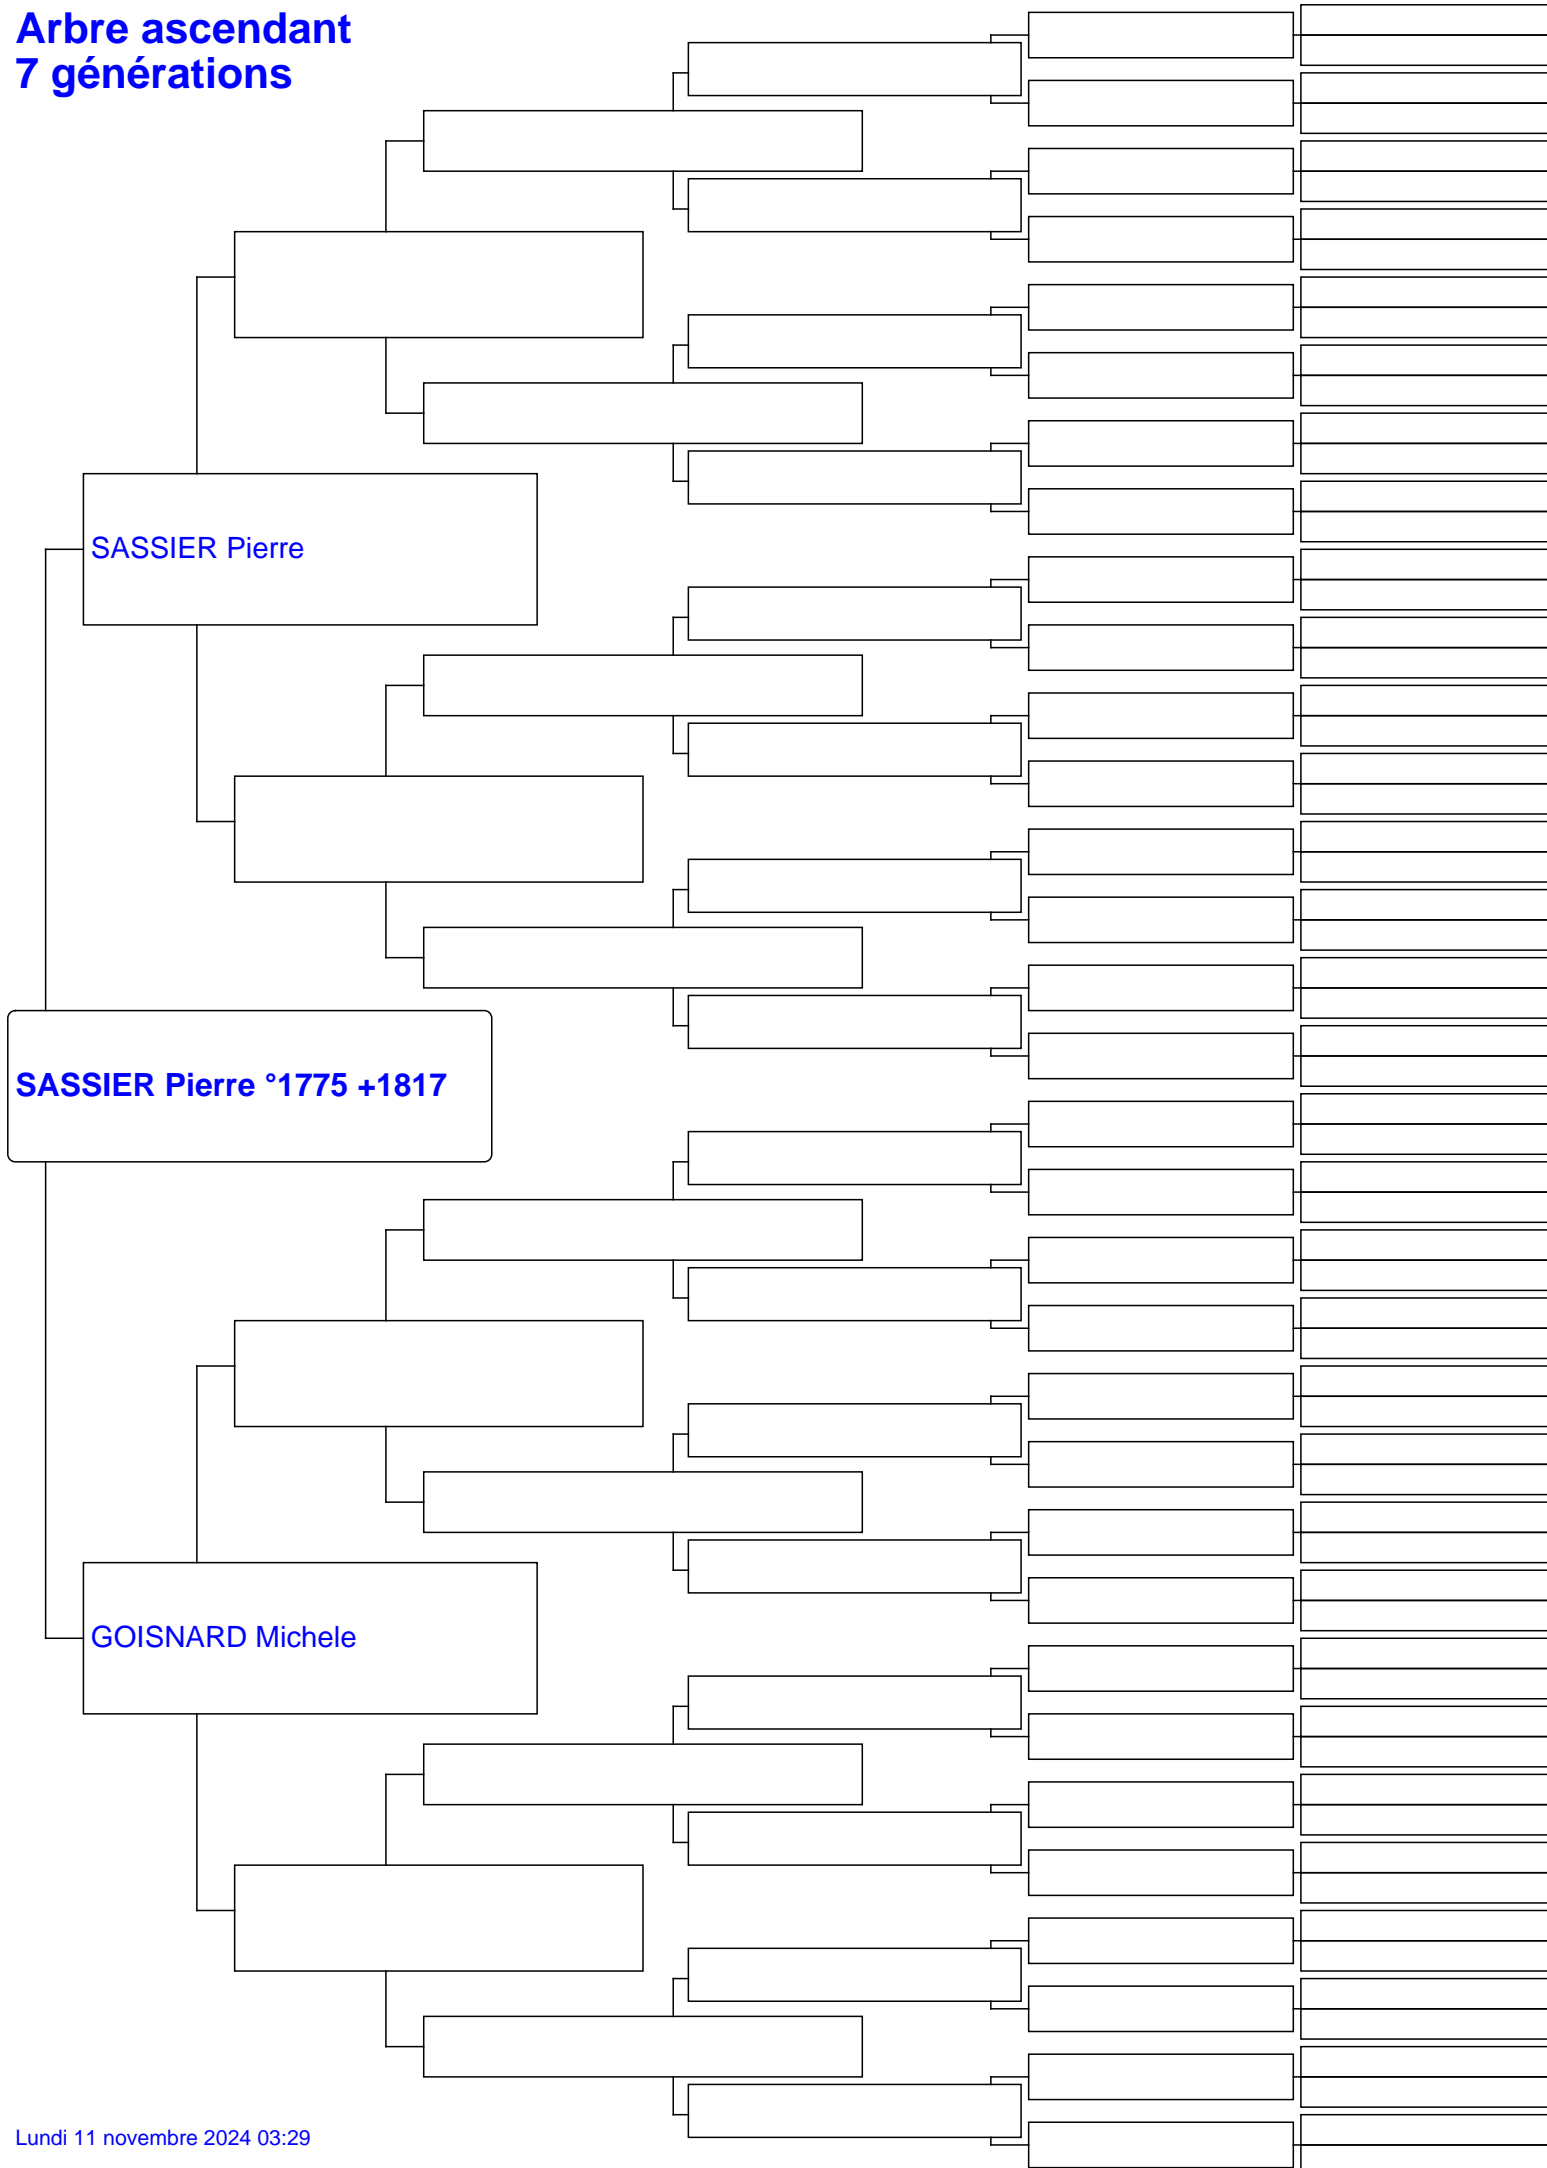 Arbre ascendant
7 générations
SASSIER Pierre
SASSIER Pierre °1775 +1817
GOISNARD Michele
Lundi 11 novembre 2024 03:29